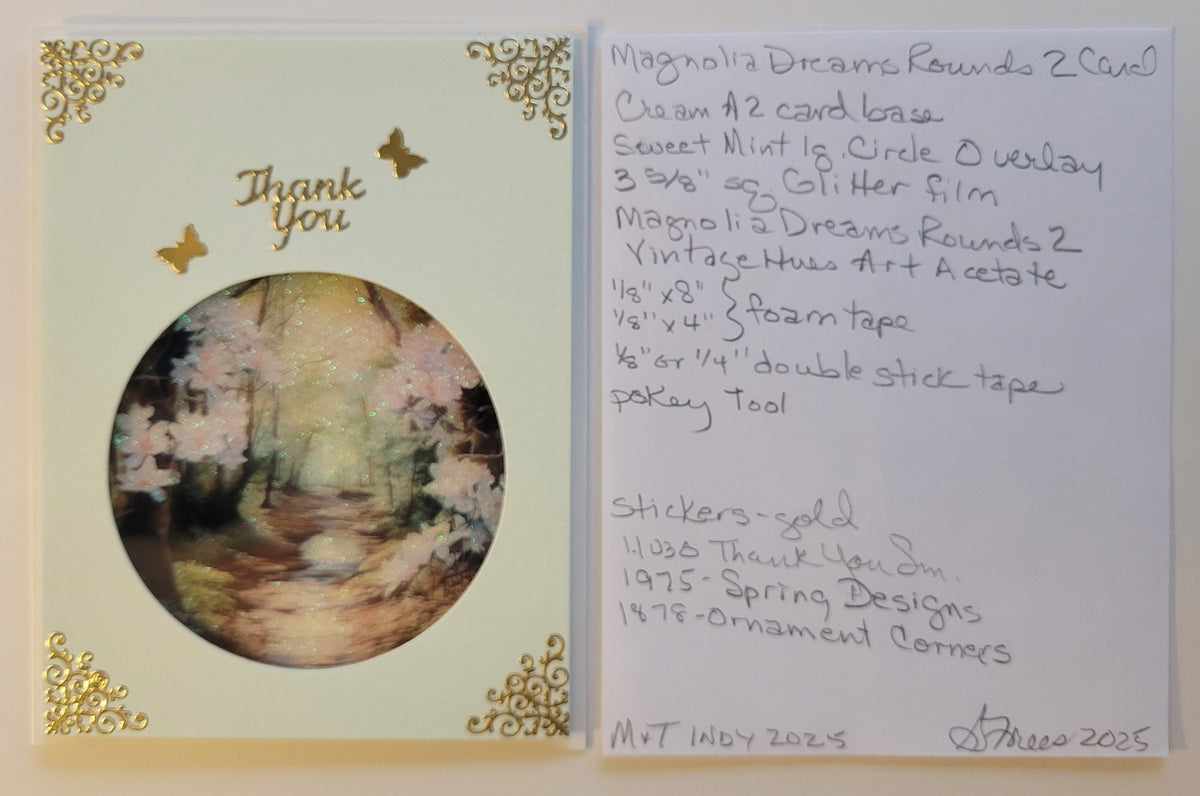 Thank
You
Magnolia Dreams Rounds 2 Card
Cream A2 card base
Sweet Mint lg. Circle Overlay
3 5/8" sq. Glitter film
Magnolia Dreams Rounds 2
Vintage Hues Art Acetate
1/8" x 8"
1/8" x 4" } foam tape
1/8" or 1/4" double stick tape
pokey Tool
Stickers-gold
Thank You Sm.
1975-Spring Designs
1878-Ornament Corners
M+T INDY 2025
2025